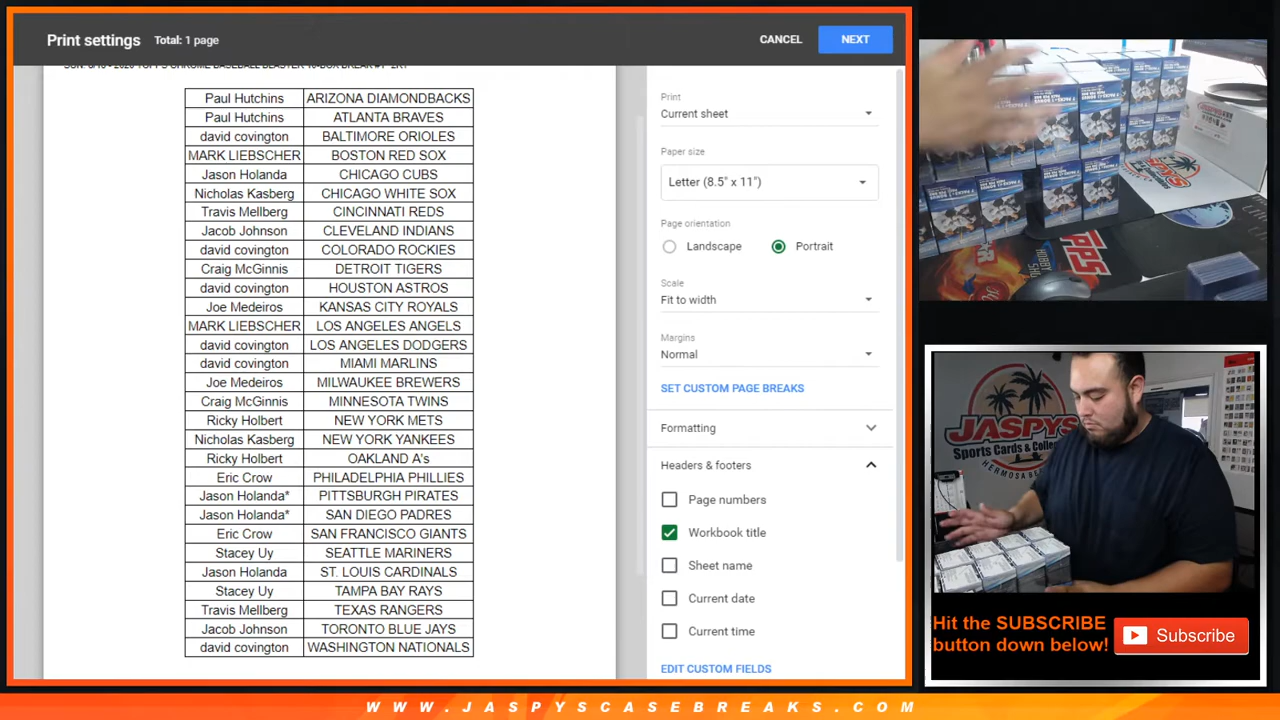 Print settings Total: 1 page
CANCEL NEXT
Paul Hutchins ARIZONA DIAMONDBACKS
Paul Hutchins ATLANTA BRAVES
david covington BALTIMORE ORIOLES
MARK LIEBSCHER BOSTON RED SOX
Jason Holanda CHICAGO CUBS
Nicholas Kasberg CHICAGO WHITE SOX
Travis Mellberg CINCINNATI REDS
Jacob Johnson CLEVELAND INDIANS
david covington COLORADO ROCKIES
Craig McGinnis DETROIT TIGERS
david covington HOUSTON ASTROS
Joe Medeiros KANSAS CITY ROYALS
MARK LIEBSCHER LOS ANGELES ANGELS
david covington LOS ANGELES DODGERS
david covington MIAMI MARLINS
Joe Medeiros MILWAUKEE BREWERS
Craig McGinnis MINNESOTA TWINS
Ricky Holbert NEW YORK METS
Nicholas Kasberg NEW YORK YANKEES
Ricky Holbert OAKLAND A's
Eric Crow PHILADELPHIA PHILLIES
Jason Holanda* PITTSBURGH PIRATES
Jason Holanda* SAN DIEGO PADRES
Eric Crow SAN FRANCISCO GIANTS
Stacey Uy SEATTLE MARINERS
Jason Holanda ST. LOUIS CARDINALS
Stacey Uy TAMPA BAY RAYS
Travis Mellberg TEXAS RANGERS
Jacob Johnson TORONTO BLUE JAYS
david covington WASHINGTON NATIONALS
Print
Current sheet
Paper size
Letter (8.5" x 11")
Page orientation
Landscape Portrait
Scale
Fit to width
Margins
Normal
SET CUSTOM PAGE BREAKS
Formatting
Headers & footers
Page numbers
Workbook title
Sheet name
Current date
Current time
EDIT CUSTOM FIELDS
JASPYS
Sports Cards & Colle
HERMOSA BE
Hit the SUBSCRIBE
button down below!
Subscribe
WWW.JASPYSCASEBREAKS.COM